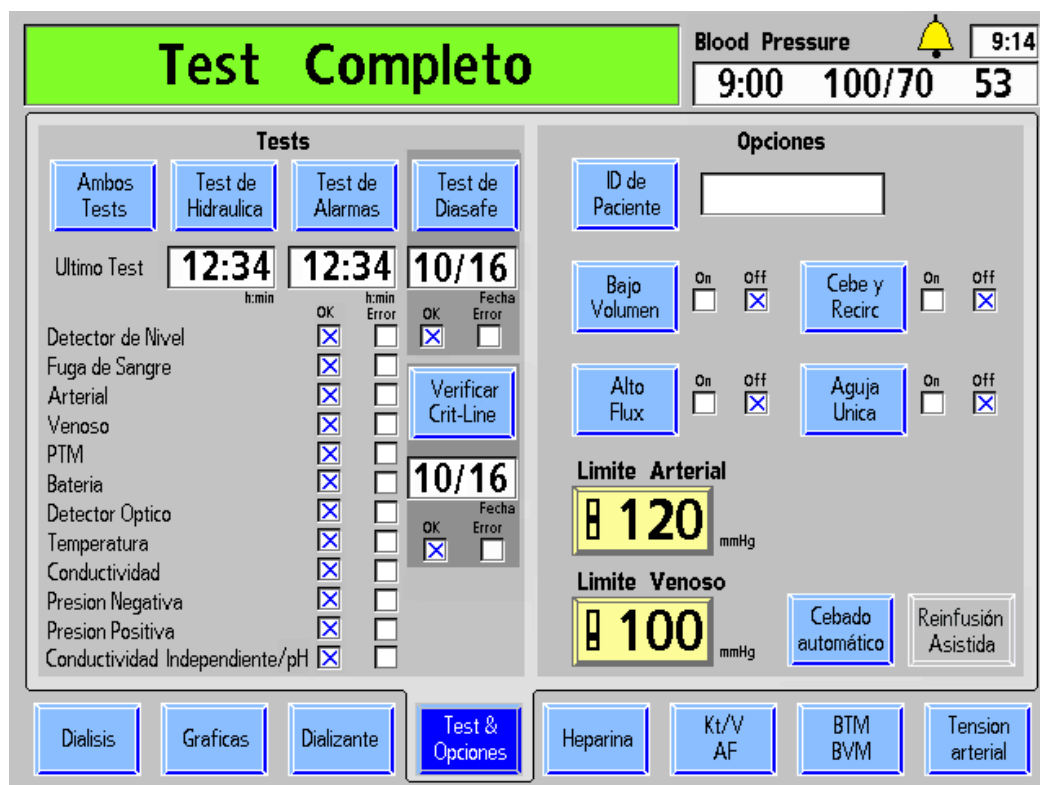 Test Completo
Blood Pressure
9:14
9:00 100/70 53
Tests
Ambos Tests
Test de Hidraulica
Test de Alarmas
Test de Diasafe
Ultimo Test
12:34
12:34
10/16
h:min
h:min
Fecha
OK Error
OK Error
Detector de Nivel
Fuga de Sangre
Arterial
Venoso
PTM
Bateria
Detector Optico
Temperatura
Conductividad
Presion Negativa
Presion Positiva
Conductividad Independiente/pH
Verificar Crit-Line
10/16
Fecha
OK Error
Opciones
ID de Paciente
Bajo Volumen
On Off
Cebe y Recirc
On Off
Alto Flux
On Off
Aguja Unica
On Off
Limite Arterial
120 mmHg
Limite Venoso
100 mmHg
Cebado automático
Reinfusión Asistida
Dialisis
Graficas
Dializante
Test & Opciones
Heparina
Kt/V AF
BTM BVM
Tension arterial